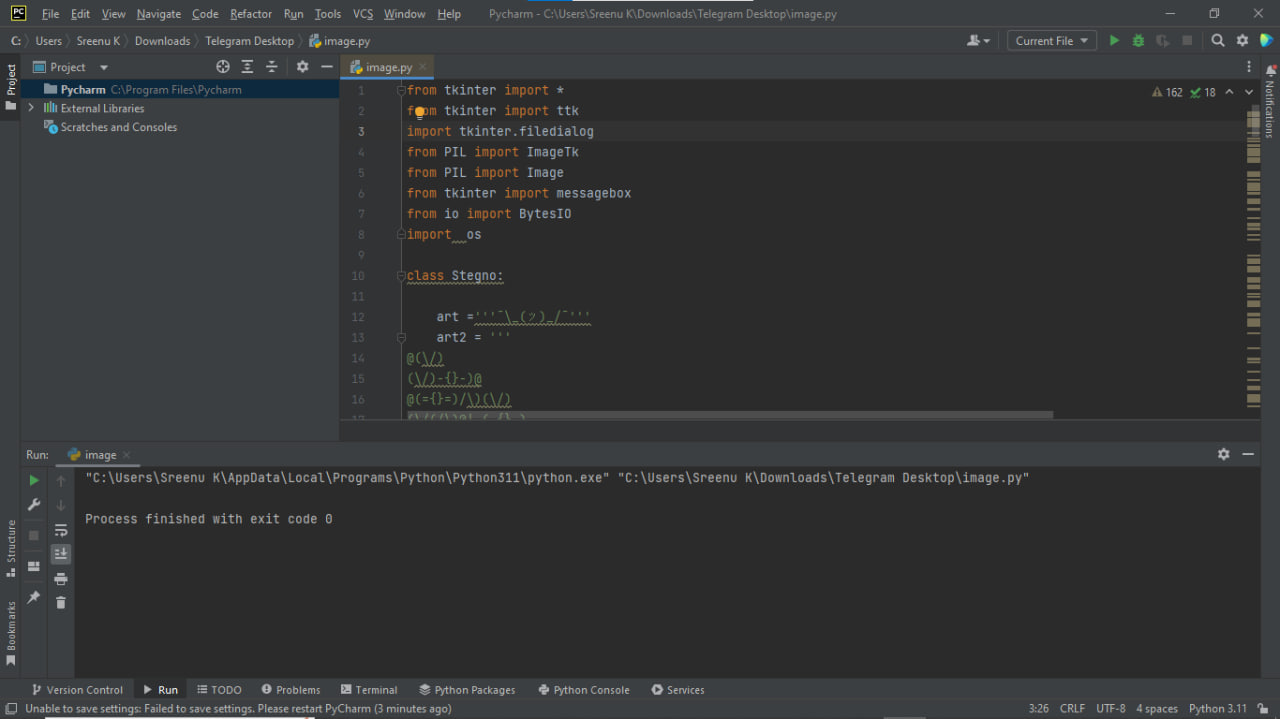 PC File Edit View Navigate Code Refactor Run Tools VCS Window Help Pycharm - C:\Users\Sreenu K\Downloads\Telegram Desktop\image.py
C: Users Sreenu K Downloads Telegram Desktop image.py Current File
Project
Project image.py
Pycharm C:\Program Files\Pycharm
External Libraries
Scratches and Consoles
162 18
Notifications
1 from tkinter import *
2 from tkinter import ttk
3 import tkinter.filedialog
4 from PIL import ImageTk
5 from PIL import Image
6 from tkinter import messagebox
7 from io import BytesIO
8 import  os
9
10 class Stegno:
11
12 art ='''¯\_(ツ)_/¯'''
13 art2 = '''
14 @(\/)
15 (\/)-{}-)@
16 @(={}=)/\)(\/)
17 (\/(/\)@| (-{}-)
Run: image
"C:\Users\Sreenu K\AppData\Local\Programs\Python\Python311\python.exe" "C:\Users\Sreenu K\Downloads\Telegram Desktop\image.py"
Process finished with exit code 0
Structure
Bookmarks
Version Control Run TODO Problems Terminal Python Packages Python Console Services
Unable to save settings: Failed to save settings. Please restart PyCharm (3 minutes ago) 3:26 CRLF UTF-8 4 spaces Python 3.11